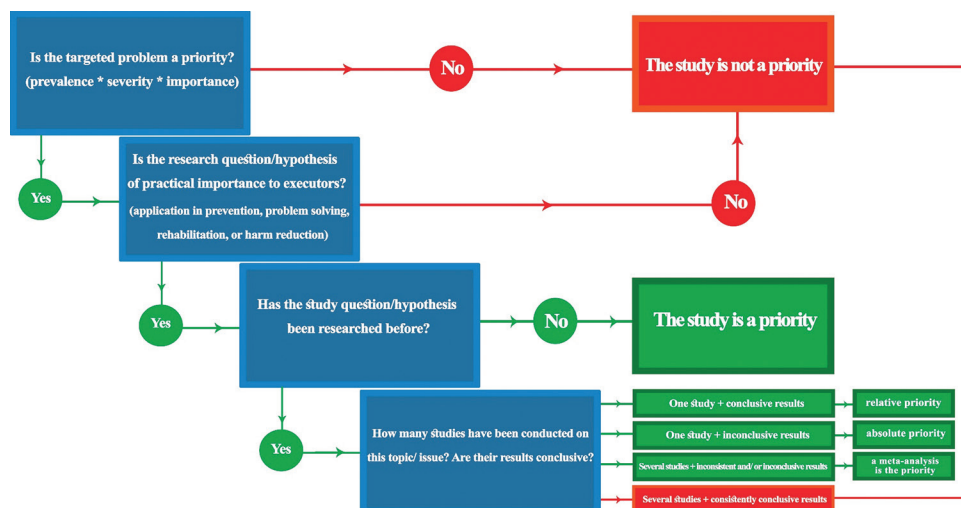 Is the targeted problem a priority?
(prevalence * severity * importance)
No
The study is not a priority
Yes
Is the research question/hypothesis
of practical importance to executors?
(application in prevention, problem solving,
rehabilitation, or harm reduction)
No
Yes
Has the study question/hypothesis
been researched before?
No
The study is a priority
Yes
How many studies have been conducted on
this topic/ issue? Are their results conclusive?
One study + conclusive results
relative priority
One study + inconclusive results
absolute priority
Several studies + inconsistent and/ or inconclusive results
a meta-analysis
is the priority
Several studies + consistently conclusive results